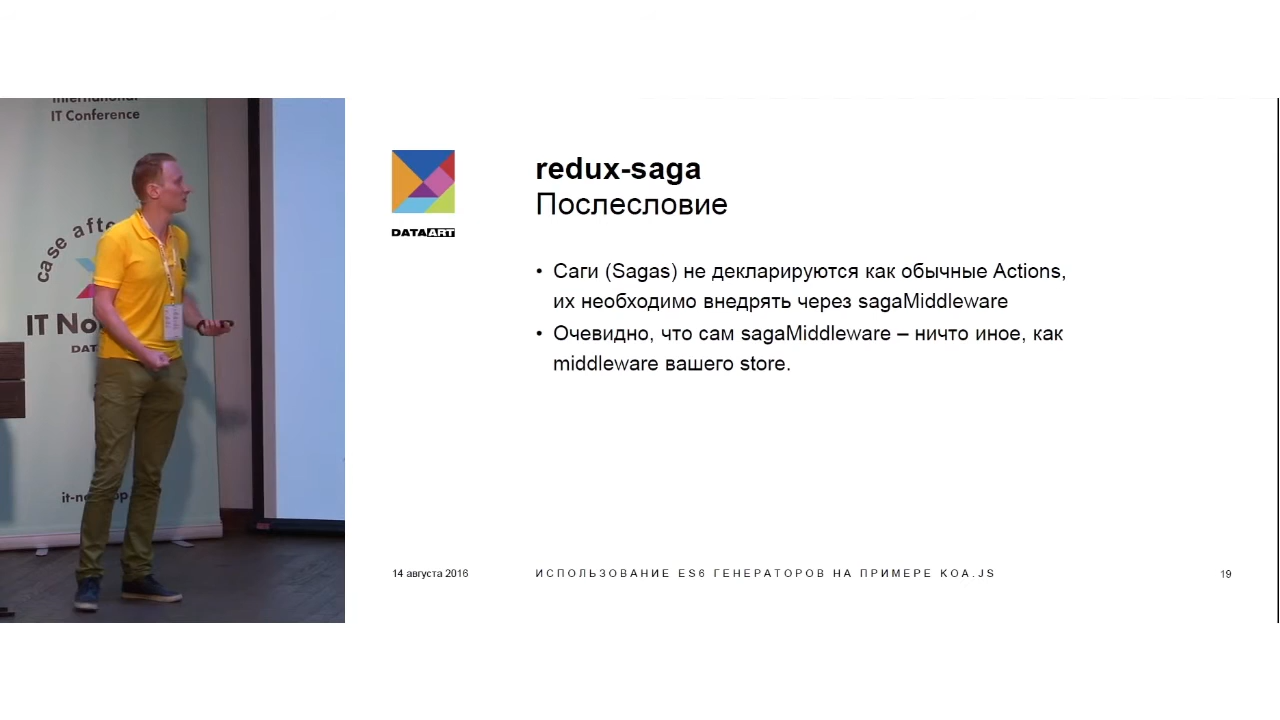 International
IT Conference
case afte
IT No
DAT
it-no
op
DATAART
redux-saga
Послесловие
• Саги (Sagas) не декларируются как обычные Actions,
их необходимо внедрять через sagaMiddleware
• Очевидно, что сам sagaMiddleware – ничто иное, как
middleware вашего store.
14 августа 2016
ИСПОЛЬЗОВАНИЕ ES6 ГЕНЕРАТОРОВ НА ПРИМЕРЕ KOA.JS
19